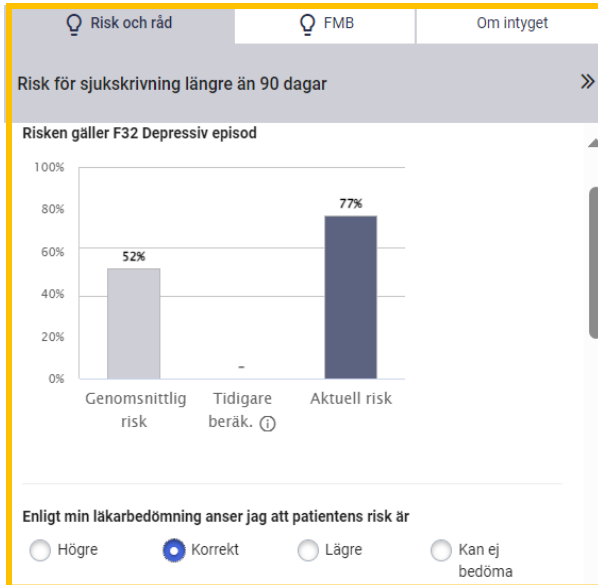 Risk och råd
FMB
Om intyget
Risk för sjukskrivning längre än 90 dagar
Risken gäller F32 Depressiv episod
100%
80%
60%
40%
20%
0%
52%
-
77%
Genomsnittlig
risk
Tidigare
beräk.
Aktuell risk
Enligt min läkarbedömning anser jag att patientens risk är
Högre
Korrekt
Lägre
Kan ej
bedöma